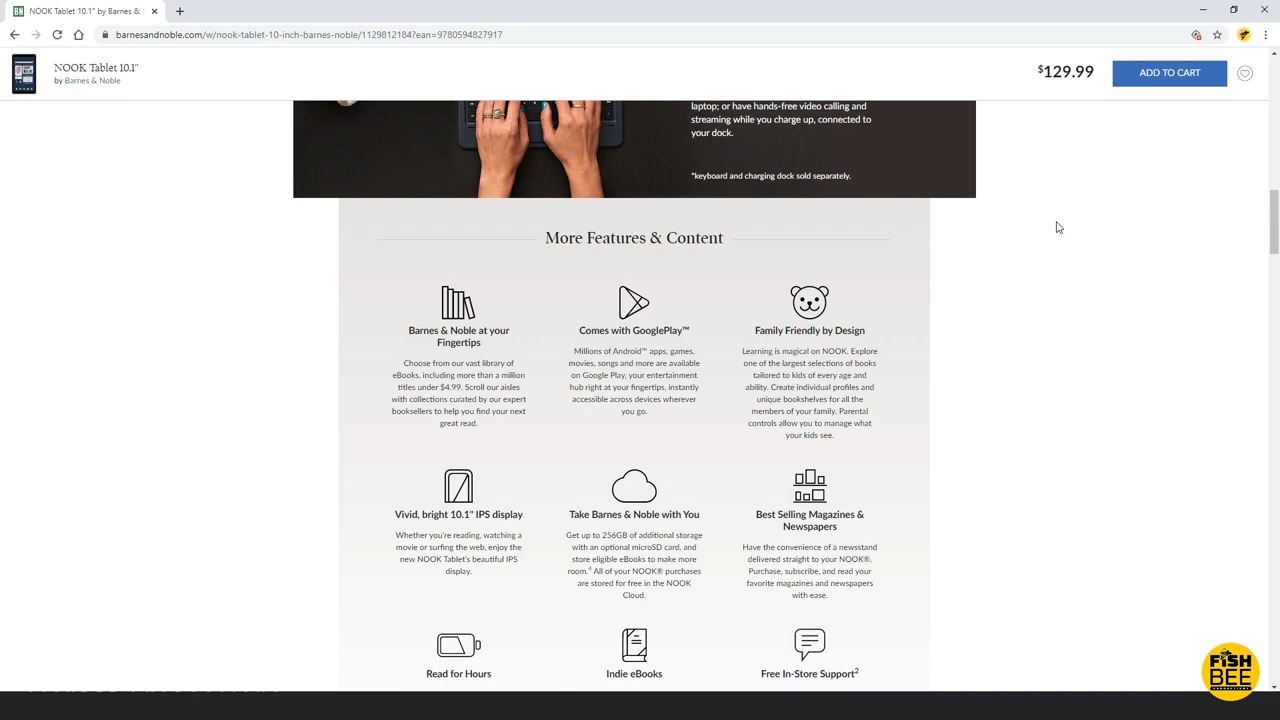 NOOK Tablet 10.1" by Barnes & 
barnesandnoble.com/w/nook-tablet-10-inch-barnes-noble/1129812184?ean=9780594827917
NOOK Tablet 10.1"
by Barnes & Noble
$129.99
ADD TO CART
laptop; or have hands-free video calling and
streaming while you charge up, connected to
your dock.
*keyboard and charging dock sold separately.
More Features & Content
Barnes & Noble at your
Fingertips
Choose from our vast library of
eBooks, including more than a million
titles under $4.99. Scroll our aisles
with collections curated by our expert
booksellers to help you find your next
great read.
Comes with GooglePlay™
Millions of Android™ apps, games,
movies, songs and more are available
on Google Play, your entertainment
hub right at your fingertips, instantly
accessible across devices wherever
you go.
Family Friendly by Design
Learning is magical on NOOK. Explore
one of the largest selections of books
tailored to kids of every age and
ability. Create individual profiles and
unique bookshelves for all the
members of your family. Parental
controls allow you to manage what
your kids see.
Vivid, bright 10.1" IPS display
Whether you're reading, watching a
movie or surfing the web, enjoy the
new NOOK Tablet's beautiful IPS
display.
Take Barnes & Noble with You
Get up to 256GB of additional storage
with an optional microSD card, and
store eligible eBooks to make more
room.4 All of your NOOK® purchases
are stored for free in the NOOK
Cloud.
Best Selling Magazines &
Newspapers
Have the convenience of a newsstand
delivered straight to your NOOK®.
Purchase, subscribe, and read your
favorite magazines and newspapers
with ease.
Read for Hours
Indie eBooks
Free In-Store Support2
FISH
BEE
PRODUCTIONS